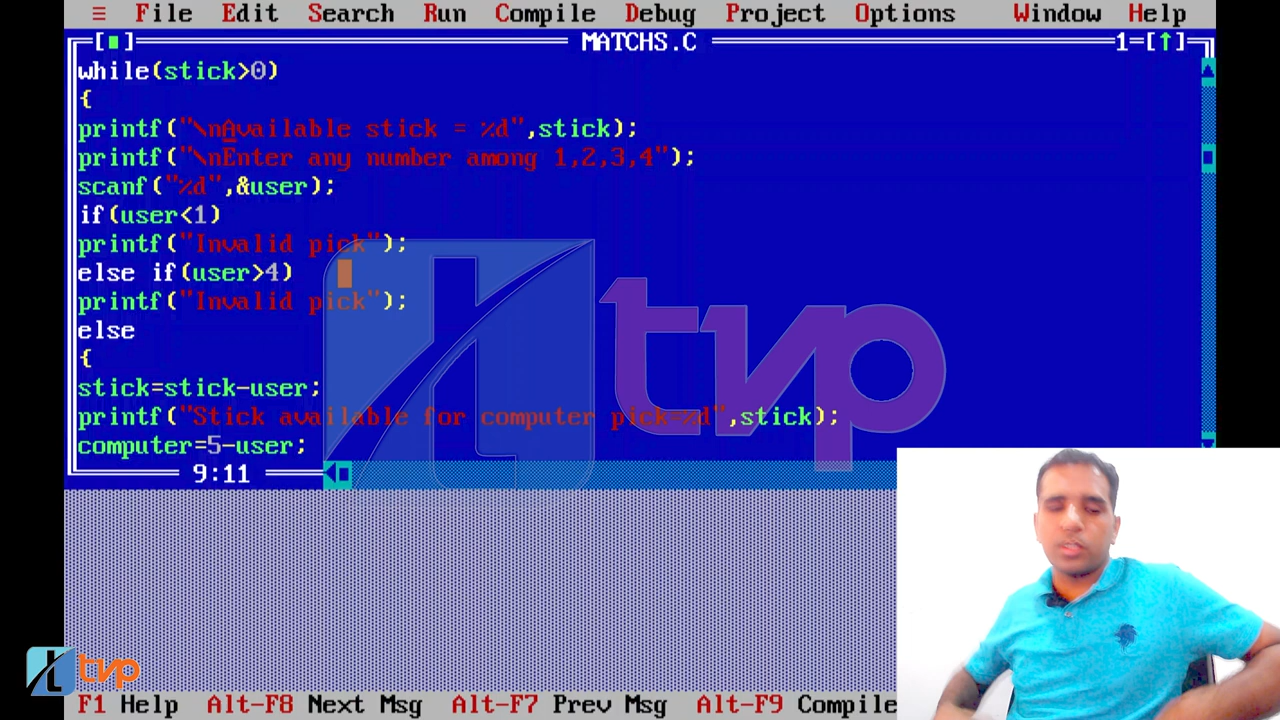 ≡ File Edit Search Run Compile Debug Project Options Window Help
[■] MATCHS.C 1=[↑]
while(stick>0)
{
printf("\nAvailable stick = %d",stick);
printf("\nEnter any number among 1,2,3,4");
scanf("%d",&user);
if(user<1)
printf("Invalid pick");
else if(user>4)
printf("Invalid pick");
else
{
stick=stick-user;
printf("Stick available for computer pick=%d",stick);
computer=5-user;
9:11
tvp
tvp
F1 Help Alt-F8 Next Msg Alt-F7 Prev Msg Alt-F9 Compile